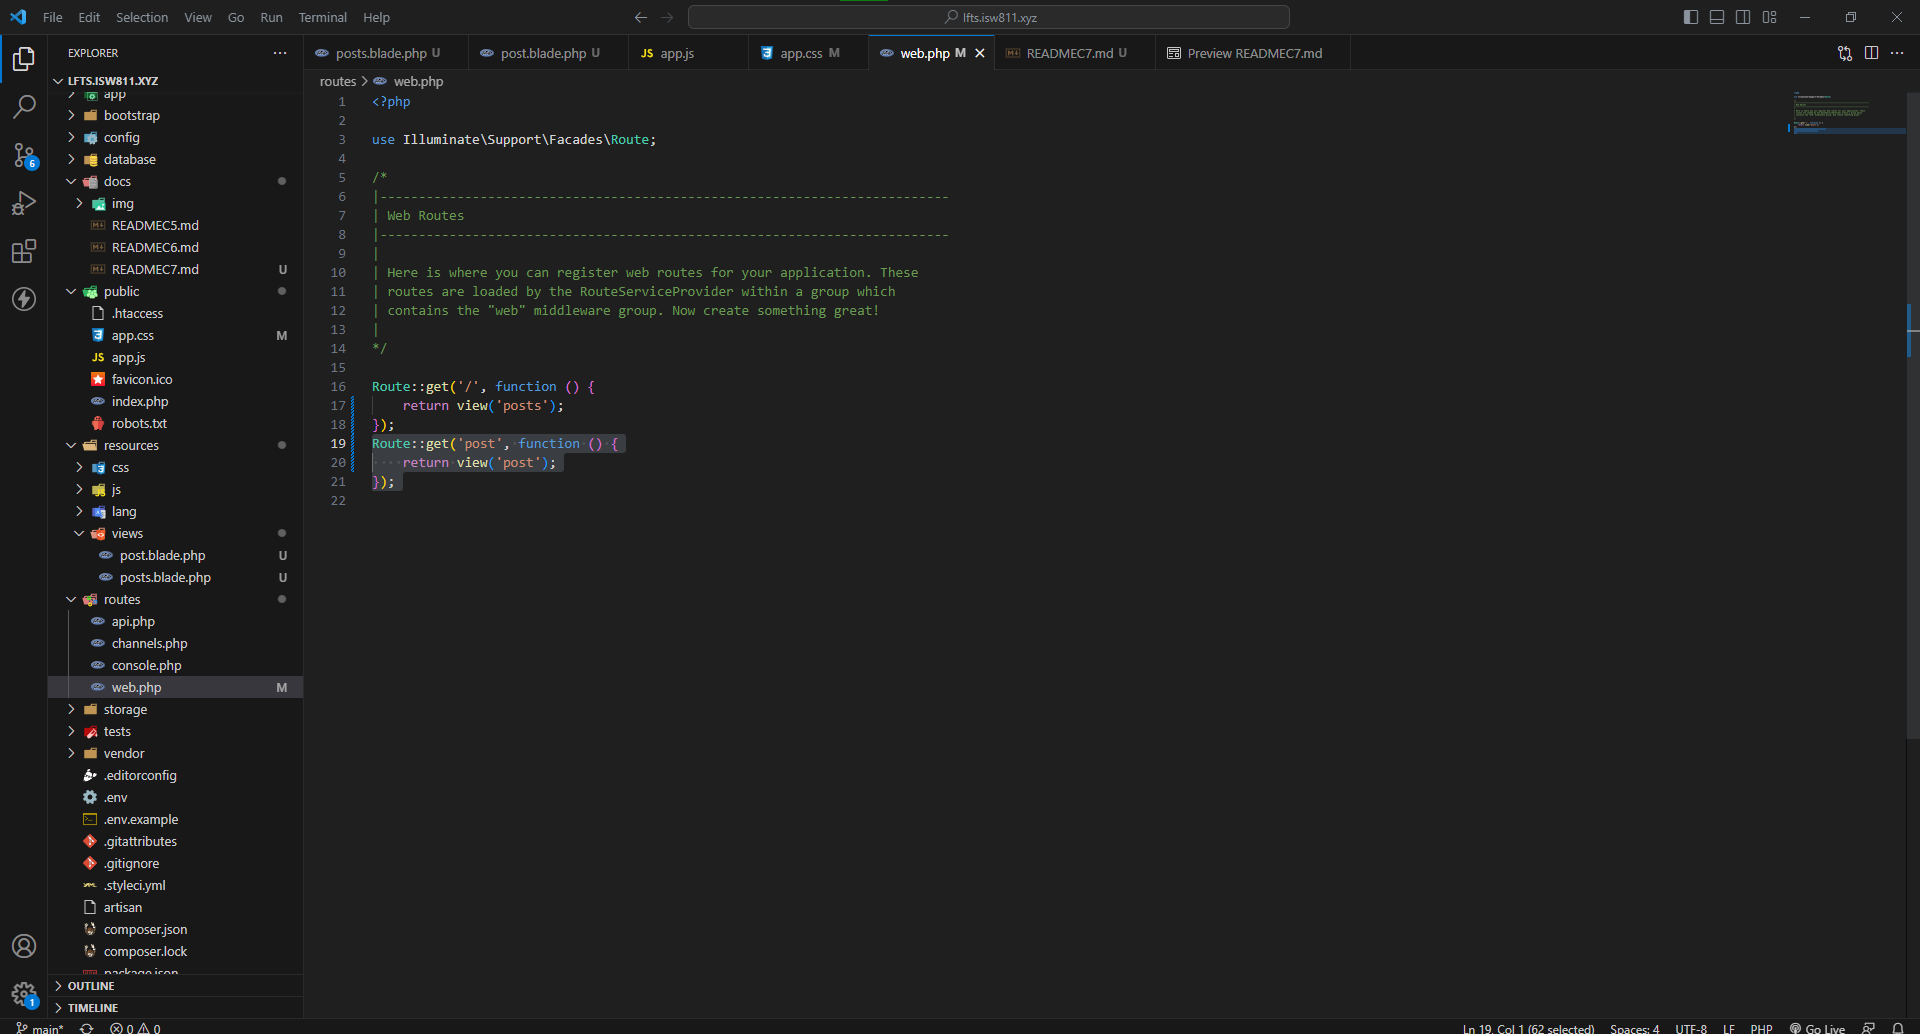 File Edit Selection View Go Run Terminal Help
lfts.isw811.xyz
EXPLORER
posts.blade.php U
post.blade.php U
JS app.js
app.css M
web.php M
READMEC7.md U
Preview READMEC7.md
LFTS.ISW811.XYZ
app
bootstrap
config
database
docs
img
READMEC5.md
READMEC6.md
READMEC7.md U
public
.htaccess
app.css M
JS app.js
favicon.ico
index.php
robots.txt
resources
css
js
lang
views
post.blade.php U
posts.blade.php U
routes
api.php
channels.php
console.php
web.php M
storage
tests
vendor
.editorconfig
.env
.env.example
.gitattributes
.gitignore
.styleci.yml
artisan
composer.json
composer.lock
package.json
OUTLINE
TIMELINE
6
1
routes > web.php
1 <?php
2
3 use Illuminate\Support\Facades\Route;
4
5 /*
6 |--------------------------------------------------------------------------
7 | Web Routes
8 |--------------------------------------------------------------------------
9 |
10 | Here is where you can register web routes for your application. These
11 | routes are loaded by the RouteServiceProvider within a group which
12 | contains the "web" middleware group. Now create something great!
13 |
14 */
15
16 Route::get('/', function () {
17     return view('posts');
18 });
19 Route::get('post', function () {
20     return view('post');
21 });
22
main* 0 0
Ln 19, Col 1 (62 selected) Spaces: 4 UTF-8 LF PHP Go Live